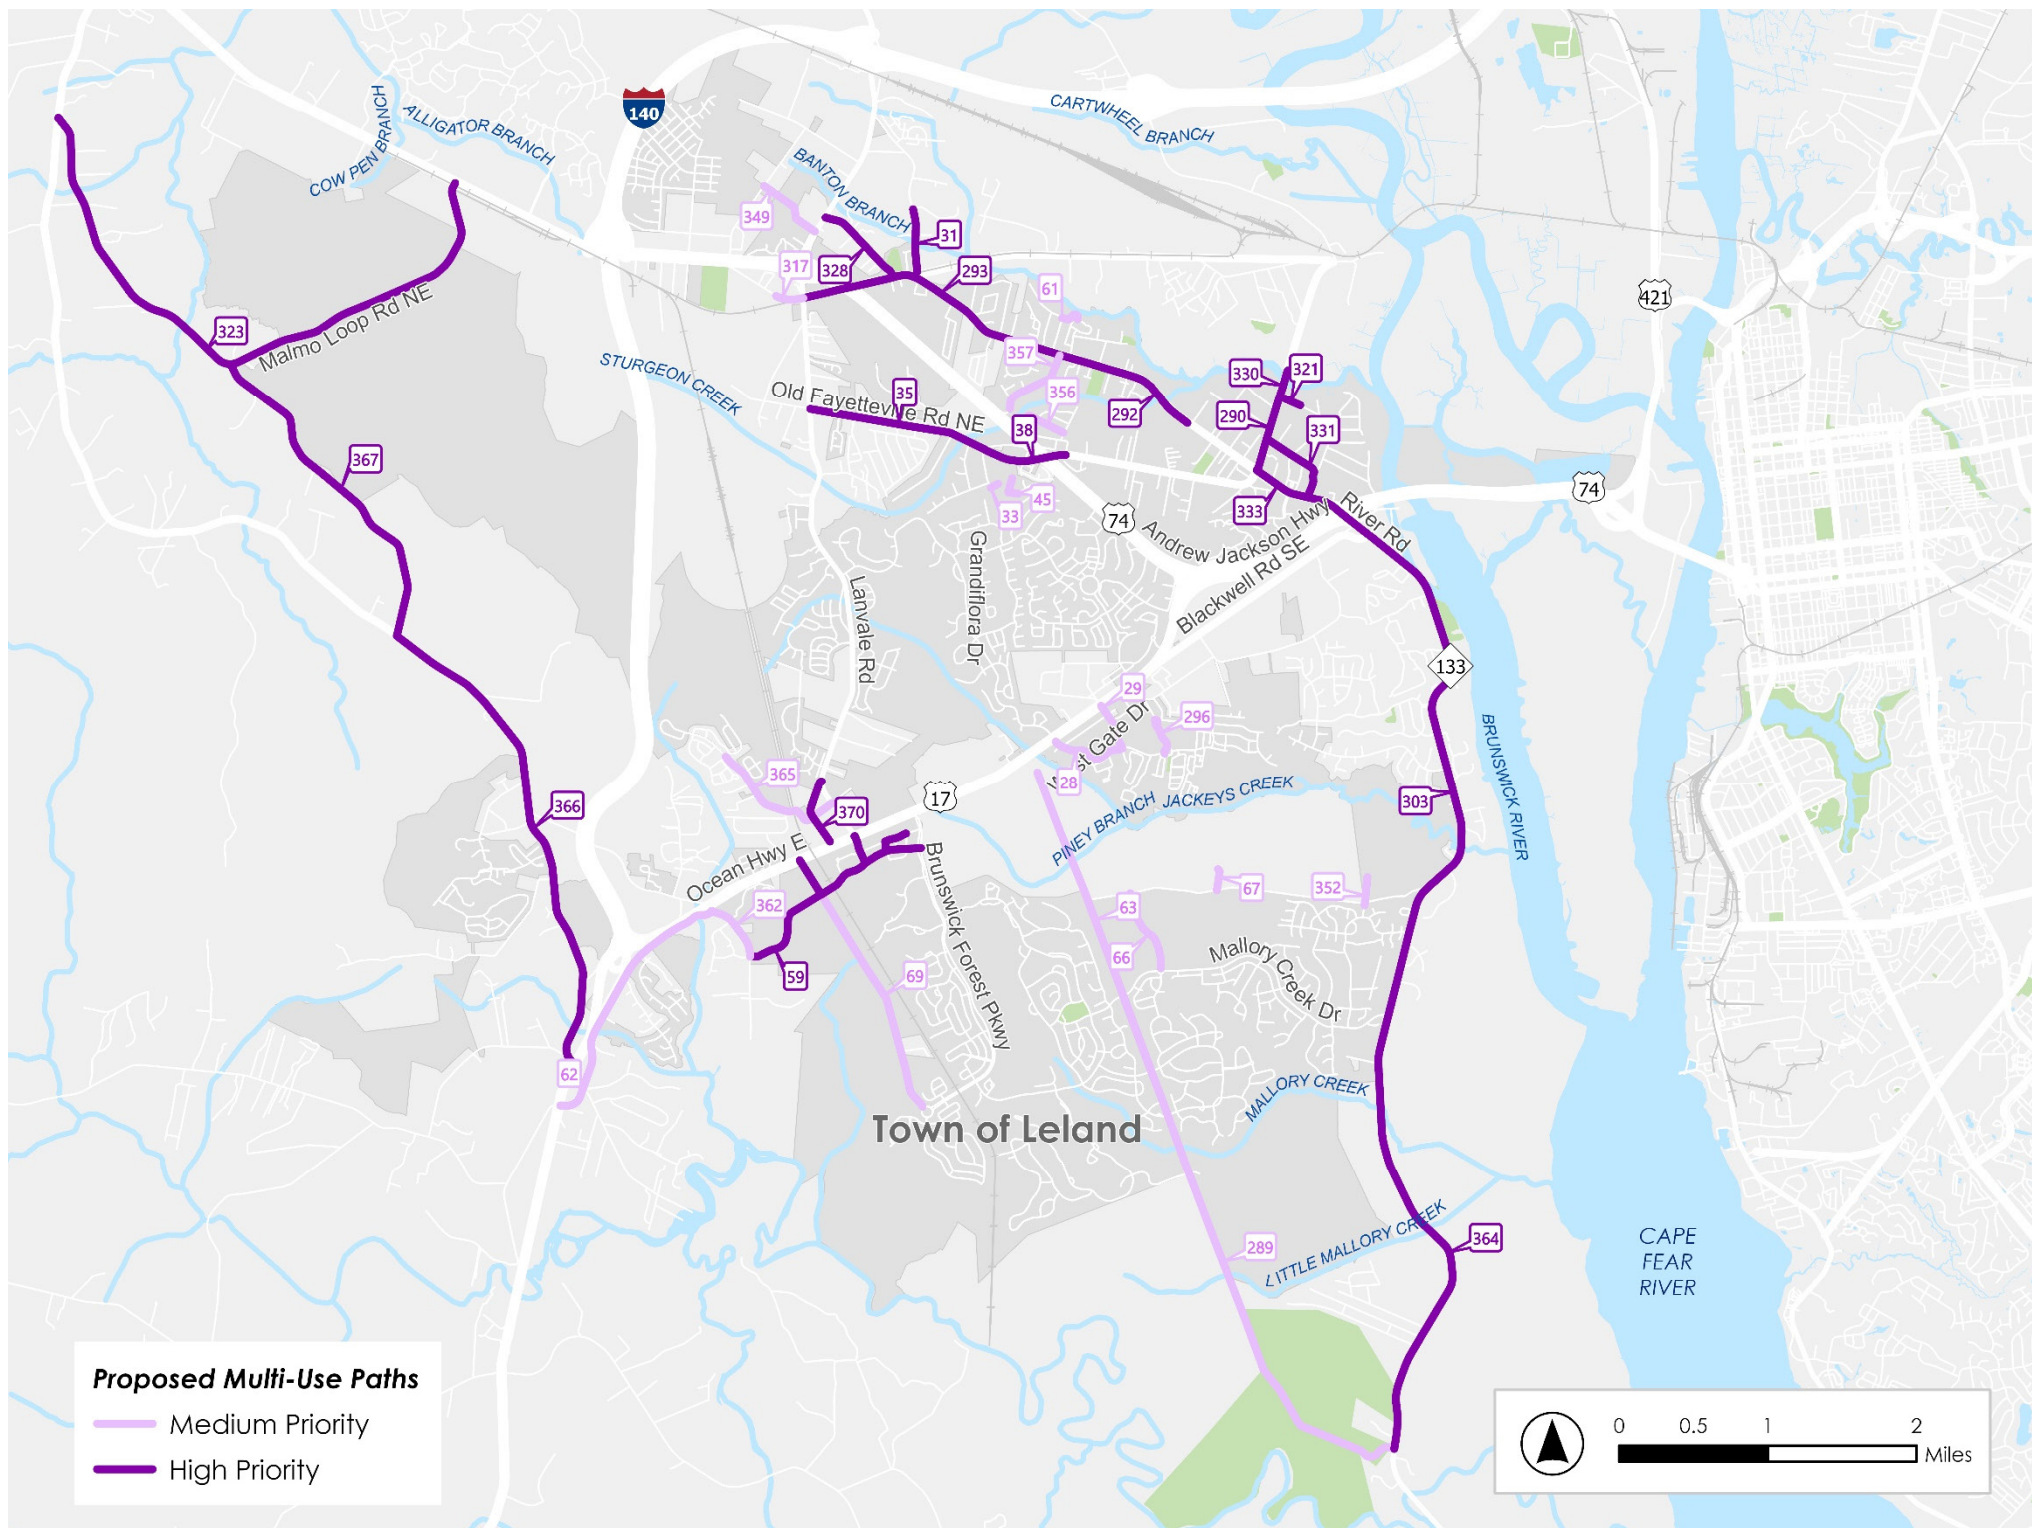 140
CARTWHEEL BRANCH
COW PEN BRANCH
ALLIGATOR BRANCH
BANTON BRANCH
349
31
317
328
293
61
421
323
Malmo Loop Rd NE
STURGEON CREEK
357
330
321
Old Fayetteville Rd NE
35
356
292
290
331
38
367
74
45
33
333
74
River Rd
Andrew Jackson Hwy
Blackwell Rd SE
Grandiflora Dr
Lanvale Rd
133
29
296
West Gate Dr
BRUNSWICK RIVER
365
28
366
370
17
PINEY BRANCH
JACKEYS CREEK
303
Ocean Hwy E
Brunswick Forest Pkwy
67
352
362
63
66
Mallory Creek Dr
59
69
62
MALLORY CREEK
Town of Leland
364
289
LITTLE MALLORY CREEK
CAPE
FEAR
RIVER
Proposed Multi-Use Paths
Medium Priority
High Priority
0 0.5 1 2
Miles